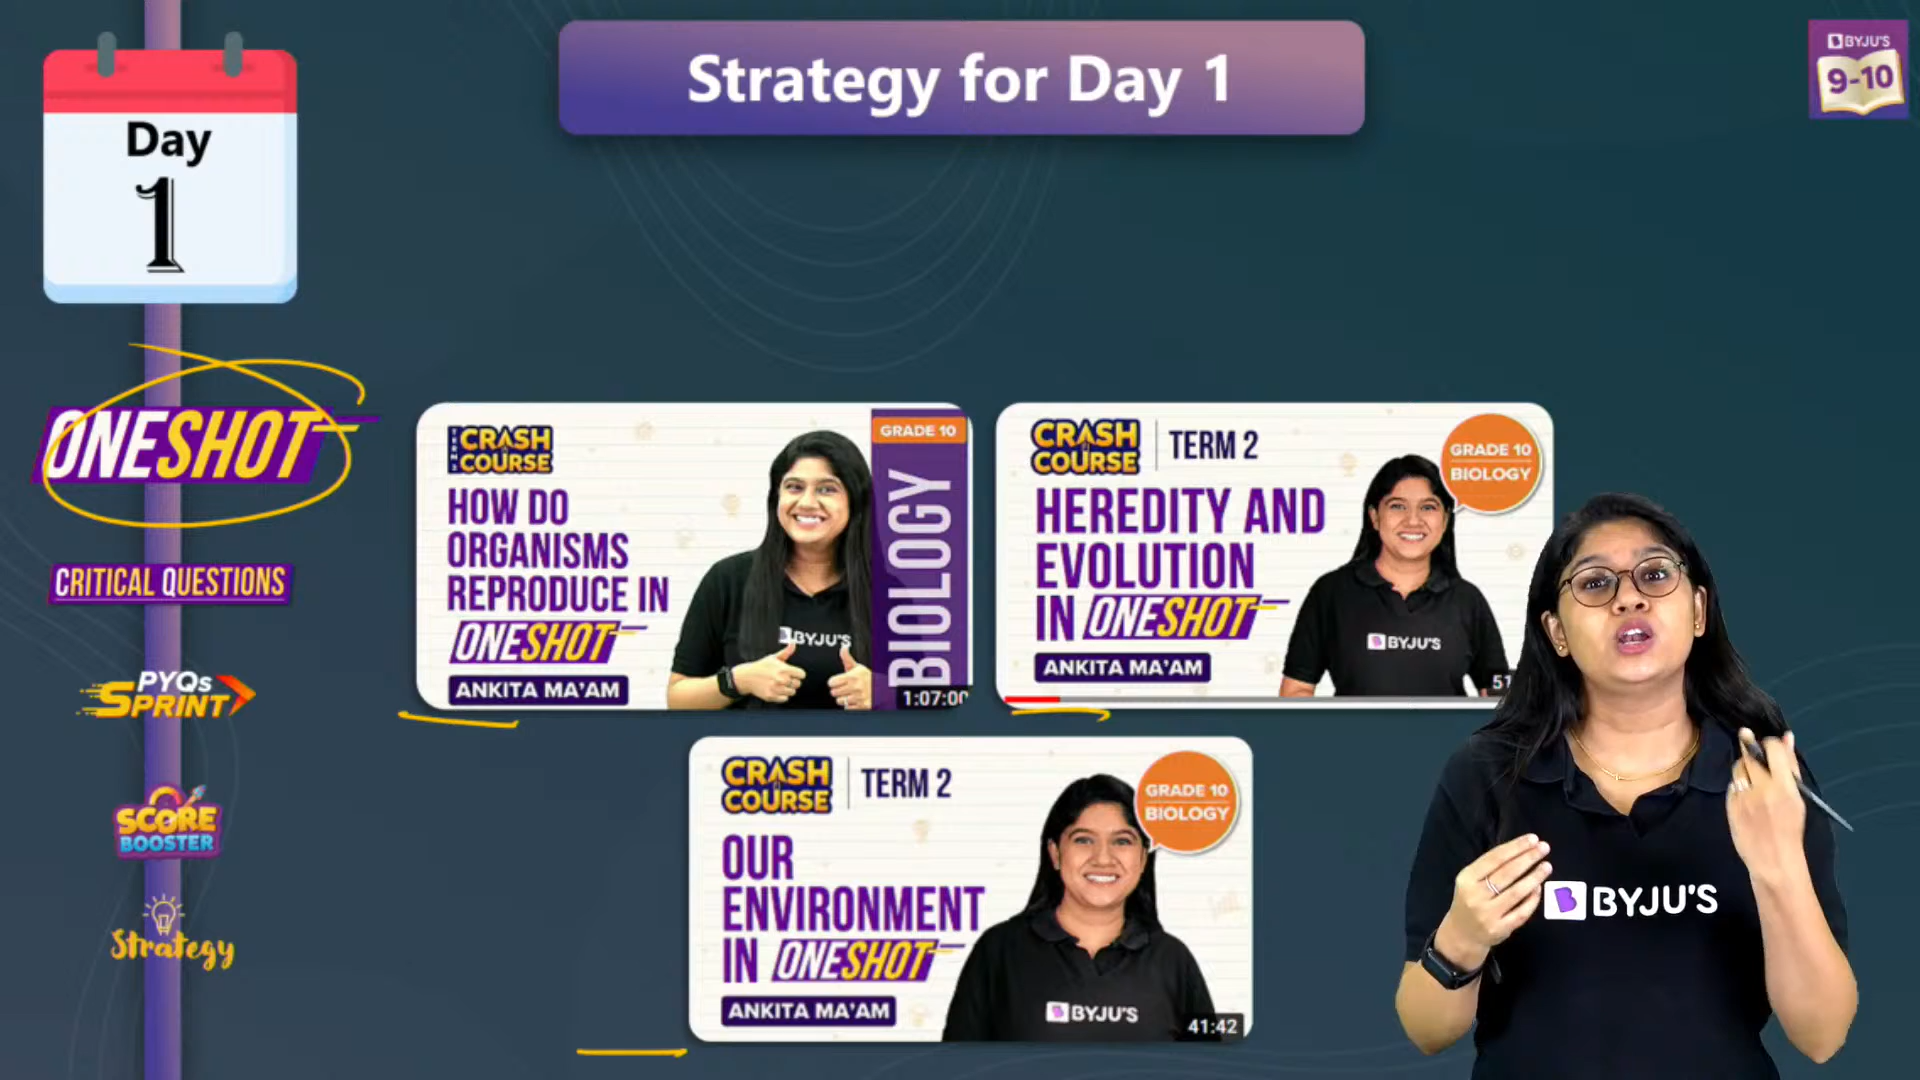 Strategy for Day 1
BYJU'S
9-10
Day
1
ONESHOT
CRITICAL QUESTIONS
PYQs
SPRINT
SCORE
BOOSTER
Strategy
CRASH
COURSE
GRADE 10
BIOLOGY
HOW DO
ORGANISMS
REPRODUCE IN
ONESHOT
ANKITA MA'AM
BYJU'S
1:07:00
CRASH
COURSE
TERM 2
GRADE 10
BIOLOGY
HEREDITY AND
EVOLUTION
IN ONESHOT
ANKITA MA'AM
BYJU'S
CRASH
COURSE
TERM 2
GRADE 10
BIOLOGY
OUR
ENVIRONMENT
IN ONESHOT
ANKITA MA'AM
BYJU'S
41:42
BYJU'S